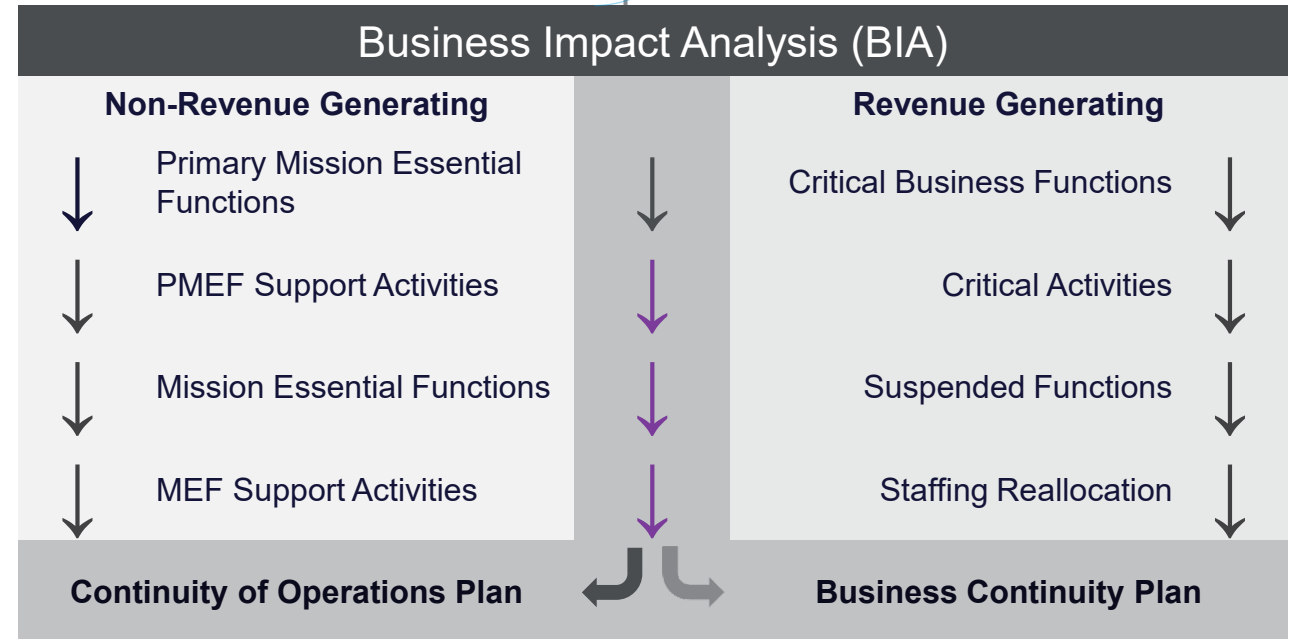 Business Impact Analysis (BIA)
Non-Revenue Generating
Primary Mission Essential
Functions
PMEF Support Activities
Mission Essential Functions
MEF Support Activities
Continuity of Operations Plan
Revenue Generating
Critical Business Functions
Critical Activities
Suspended Functions
Staffing Reallocation
Business Continuity Plan